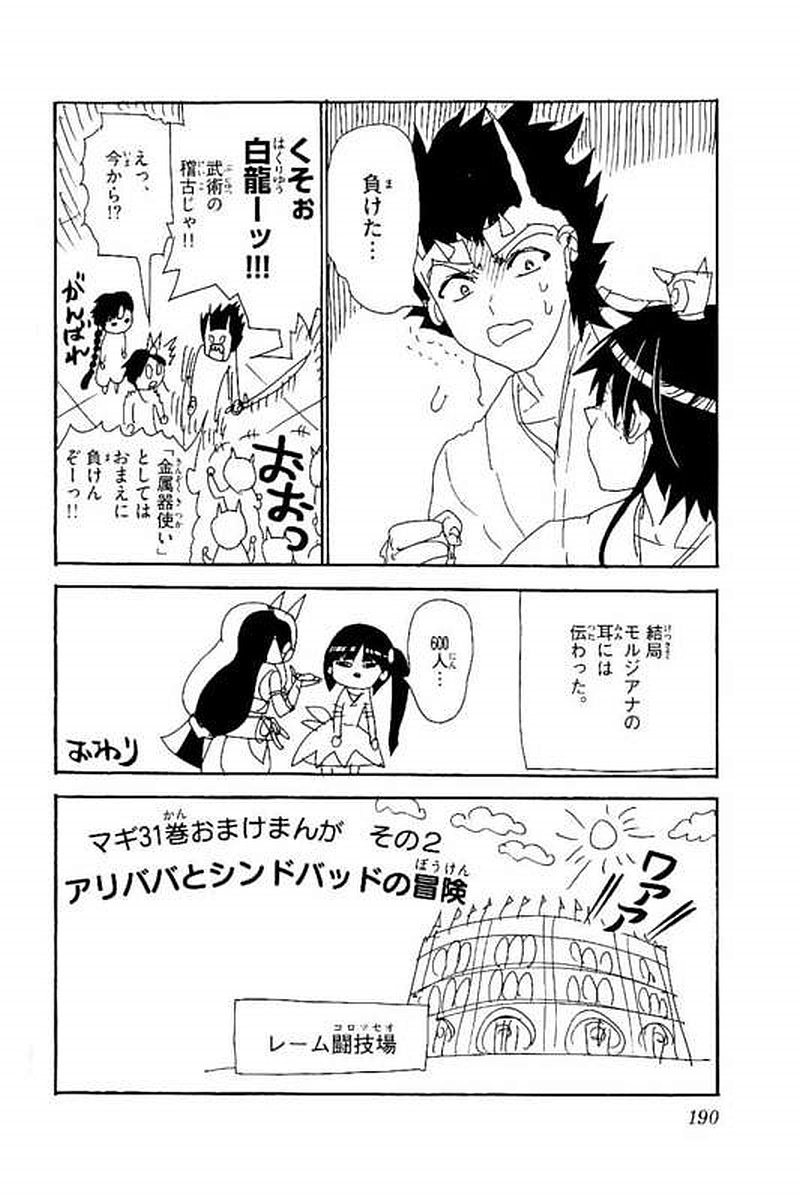 負けた…
くそぉ
白龍ーッ!!!
武術の
稽古じゃ!!
えっ、
今から!?
がんばれ
おおっ
「金属器使い」
としては
おまえに
負けん
ぞーっ!!
結局
モルジアナの
耳には
伝わった。
600
人…
おわり
マギ31巻おまけまんが その2
アリババとシンドバッドの冒険
ワアアア
レーム闘技場
190